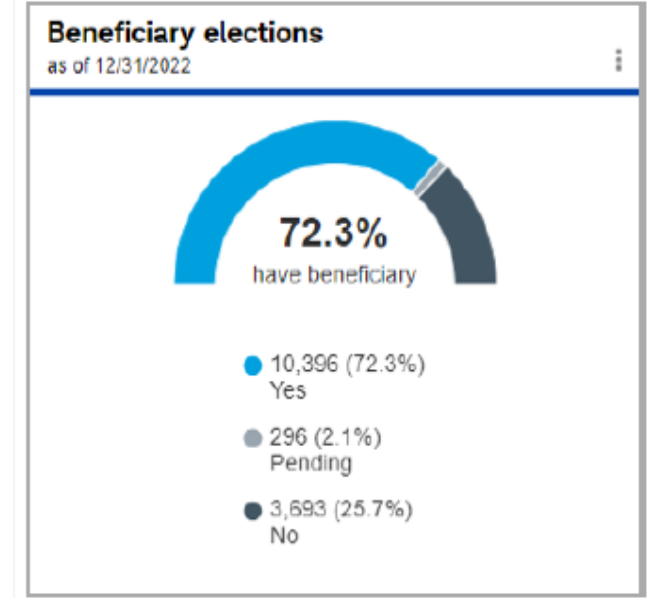 Beneficiary elections
as of 12/31/2022
72.3%
have beneficiary
10,396 (72.3%)
Yes
296 (2.1%)
Pending
3,693 (25.7%)
No